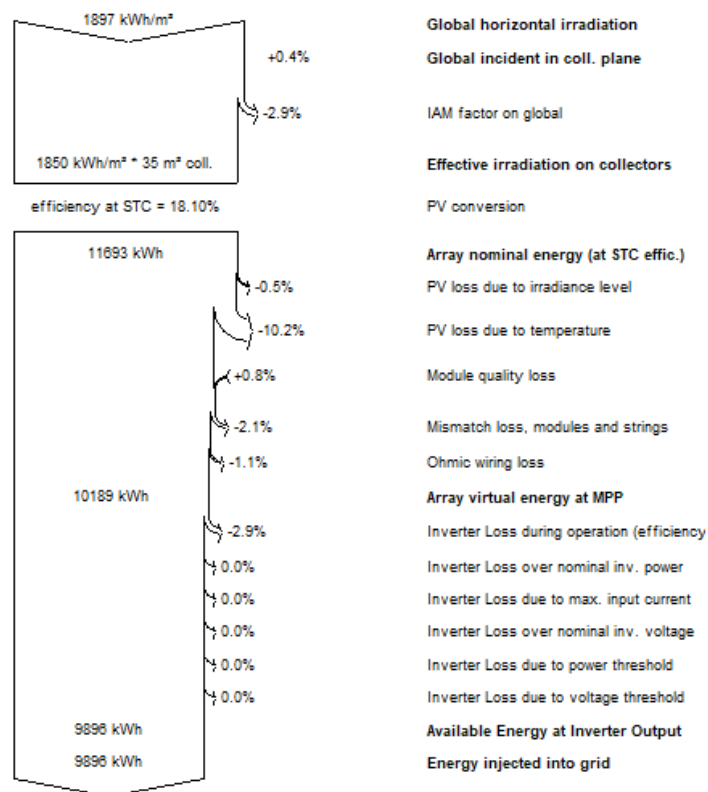 1897 kWh/m² Global horizontal irradiation
+0.4% Global incident in coll. plane
-2.9% IAM factor on global
1850 kWh/m² * 35 m² coll. Effective irradiation on collectors
efficiency at STC = 18.10% PV conversion
11693 kWh Array nominal energy (at STC effic.)
-0.5% PV loss due to irradiance level
-10.2% PV loss due to temperature
+0.8% Module quality loss
-2.1% Mismatch loss, modules and strings
-1.1% Ohmic wiring loss
10189 kWh Array virtual energy at MPP
-2.9% Inverter Loss during operation (efficiency
0.0% Inverter Loss over nominal inv. power
0.0% Inverter Loss due to max. input current
0.0% Inverter Loss over nominal inv. voltage
0.0% Inverter Loss due to power threshold
0.0% Inverter Loss due to voltage threshold
9896 kWh Available Energy at Inverter Output
9896 kWh Energy injected into grid